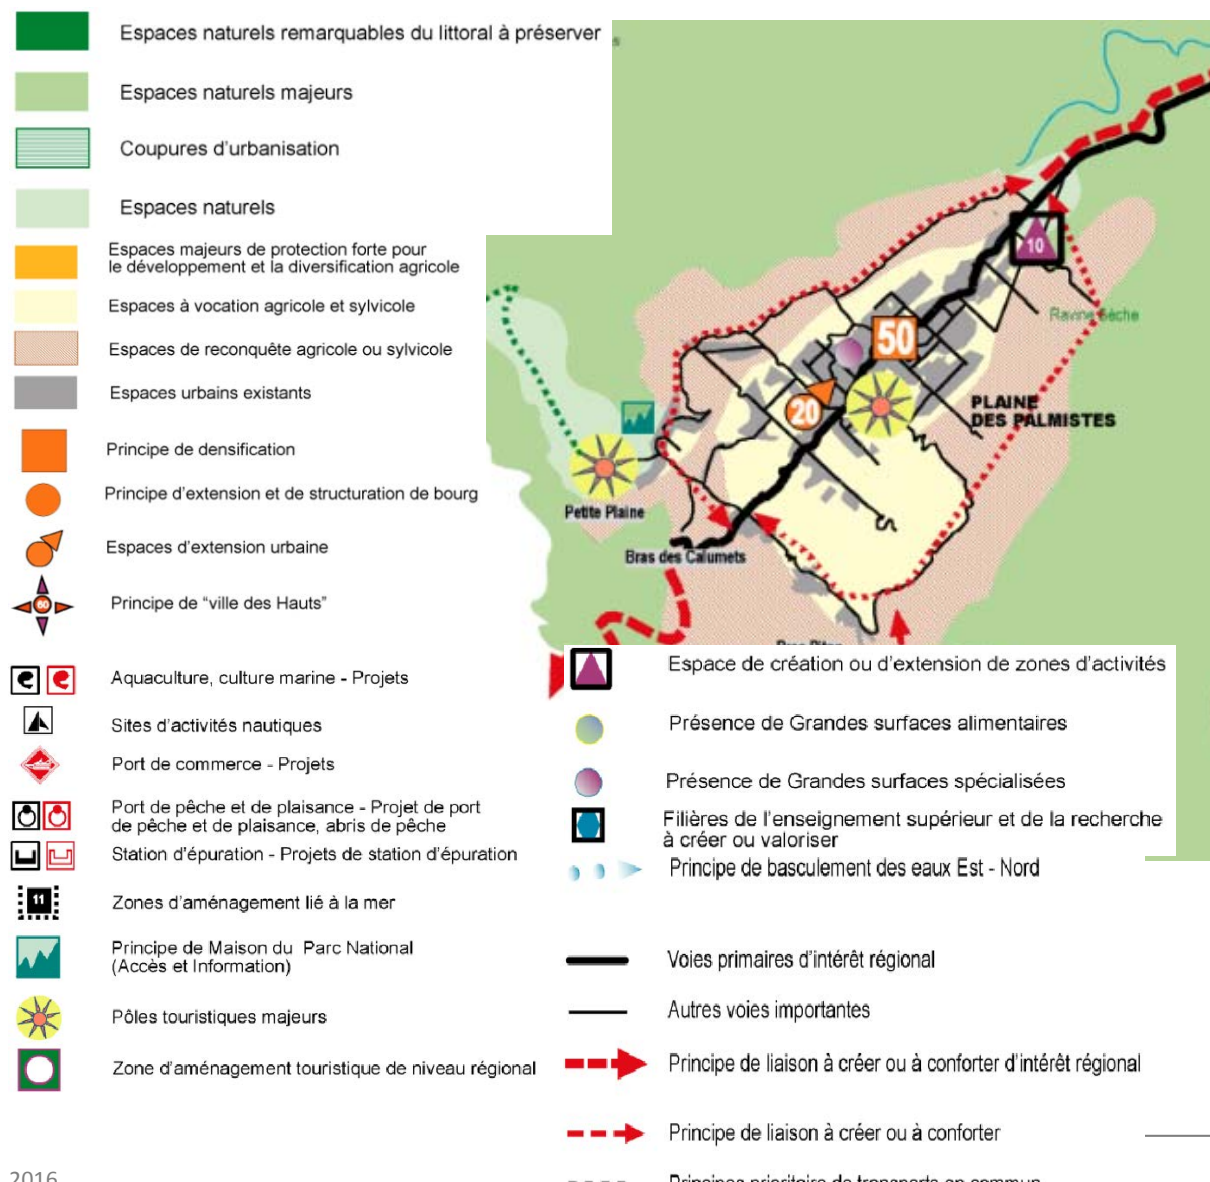 Espaces naturels remarquables du littoral à préserver
Espaces naturels majeurs
Coupures d'urbanisation
Espaces naturels
Espaces majeurs de protection forte pour
le développement et la diversification agricole
Espaces à vocation agricole et sylvicole
Espaces de reconquête agricole ou sylvicole
Espaces urbains existants
Principe de densification
Principe d'extension et de structuration de bourg
Espaces d'extension urbaine
60
Principe de "ville des Hauts"
Aquaculture, culture marine - Projets
Sites d'activités nautiques
Port de commerce - Projets
Port de pêche et de plaisance - Projet de port
de pêche et de plaisance, abris de pêche
Station d'épuration - Projets de station d'épuration
11
Zones d'aménagement lié à la mer
Principe de Maison du Parc National
(Accès et Information)
Pôles touristiques majeurs
Zone d'aménagement touristique de niveau régional
2016
10
Ravine Sèche
50
20
PLAINE
DES PALMISTES
Petite Plaine
Bras des Calumets
Espace de création ou d'extension de zones d'activités
Présence de Grandes surfaces alimentaires
Présence de Grandes surfaces spécialisées
Filières de l'enseignement supérieur et de la recherche
à créer ou valoriser
Principe de basculement des eaux Est - Nord
Voies primaires d'intérêt régional
Autres voies importantes
Principe de liaison à créer ou à conforter d'intérêt régional
Principe de liaison à créer ou à conforter
Principes prioritaire de transports en commun